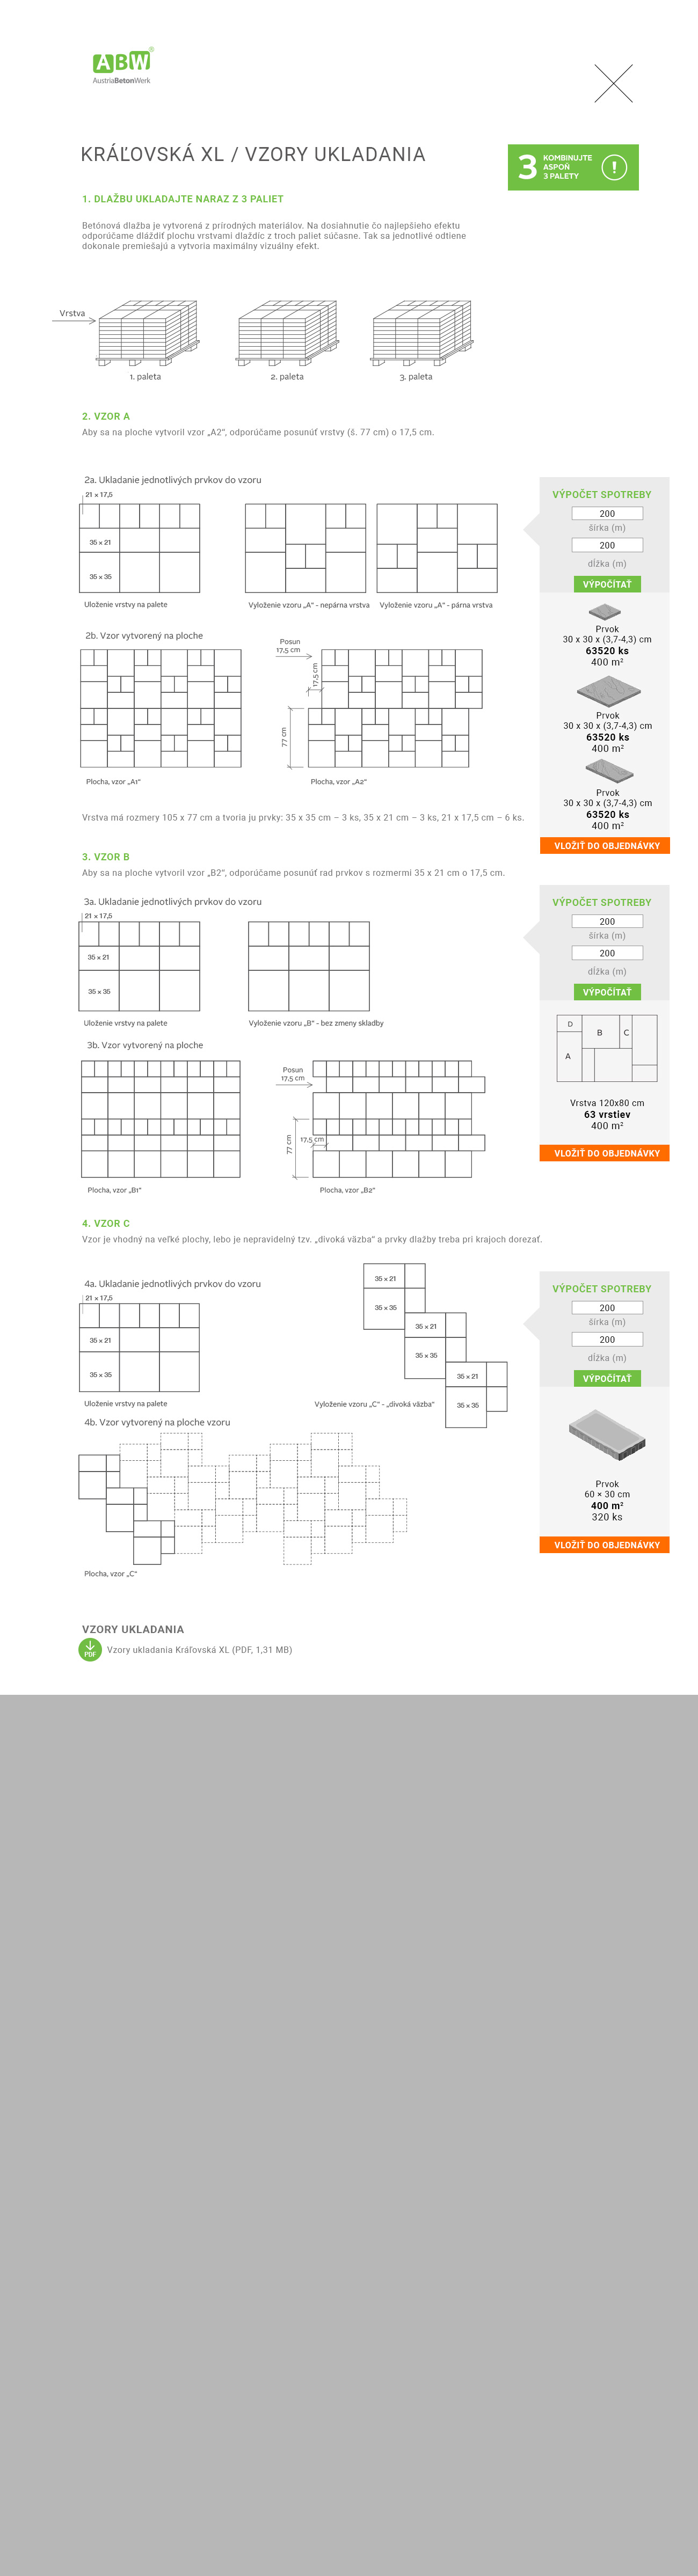 ABW®
AustriaBetonWerk
KRÁĽOVSKÁ XL / VZORY UKLADANIA
3 KOMBINUJTE
ASPOŇ
3 PALETY
!
1. DLAŽBU UKLADAJTE NARAZ Z 3 PALIET
Betónová dlažba je vytvorená z prírodných materiálov. Na dosiahnutie čo najlepšieho efektu
odporúčame dláždiť plochu vrstvami dlaždíc z troch paliet súčasne. Tak sa jednotlivé odtiene
dokonale premiešajú a vytvoria maximálny vizuálny efekt.
Vrstva
1. paleta
2. paleta
3. paleta
2. VZOR A
Aby sa na ploche vytvoril vzor „A2“, odporúčame posunúť vrstvy (š. 77 cm) o 17,5 cm.
2a. Ukladanie jednotlivých prvkov do vzoru
21 x 17,5
35 x 21
35 x 35
Uloženie vrstvy na palete
Vyloženie vzoru „A“ - nepárna vrstva
Vyloženie vzoru „A“ - párna vrstva
2b. Vzor vytvorený na ploche
Posun
17,5 cm
17,5 cm
77 cm
Plocha, vzor „A1“
Plocha, vzor „A2“
Vrstva má rozmery 105 x 77 cm a tvoria ju prvky: 35 x 35 cm – 3 ks, 35 x 21 cm – 3 ks, 21 x 17,5 cm – 6 ks.
VÝPOČET SPOTREBY
200
šírka (m)
200
dĺžka (m)
VÝPOČÍTAŤ
Prvok
30 x 30 x (3,7-4,3) cm
63520 ks
400 m²
Prvok
30 x 30 x (3,7-4,3) cm
63520 ks
400 m²
Prvok
30 x 30 x (3,7-4,3) cm
63520 ks
400 m²
VLOŽIŤ DO OBJEDNÁVKY
3. VZOR B
Aby sa na ploche vytvoril vzor „B2“, odporúčame posunúť rad prvkov s rozmermi 35 x 21 cm o 17,5 cm.
3a. Ukladanie jednotlivých prvkov do vzoru
21 x 17,5
35 x 21
35 x 35
Uloženie vrstvy na palete
Vyloženie vzoru „B“ - bez zmeny skladby
3b. Vzor vytvorený na ploche
Posun
17,5 cm
17,5 cm
77 cm
Plocha, vzor „B1“
Plocha, vzor „B2“
VÝPOČET SPOTREBY
200
šírka (m)
200
dĺžka (m)
VÝPOČÍTAŤ
D
B
C
A
Vrstva 120x80 cm
63 vrstiev
400 m²
VLOŽIŤ DO OBJEDNÁVKY
4. VZOR C
Vzor je vhodný na veľké plochy, lebo je nepravidelný tzv. „divoká väzba“ a prvky dlažby treba pri krajoch dorezať.
4a. Ukladanie jednotlivých prvkov do vzoru
21 x 17,5
35 x 21
35 x 35
Uloženie vrstvy na palete
35 x 21
35 x 35
35 x 21
35 x 35
35 x 21
35 x 35
Vyloženie vzoru „C“ - „divoká väzba“
4b. Vzor vytvorený na ploche vzoru
Plocha, vzor „C“
VÝPOČET SPOTREBY
200
šírka (m)
200
dĺžka (m)
VÝPOČÍTAŤ
Prvok
60 × 30 cm
400 m²
320 ks
VLOŽIŤ DO OBJEDNÁVKY
VZORY UKLADANIA
PDF
Vzory ukladania Kráľovská XL (PDF, 1,31 MB)